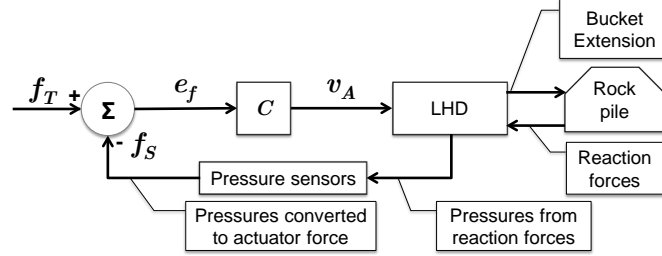 Bucket
Extension
f_T
+
Σ
-
f_S
e_f
C
v_A
LHD
Rock
pile
Reaction
forces
Pressure sensors
Pressures converted
to actuator force
Pressures from
reaction forces